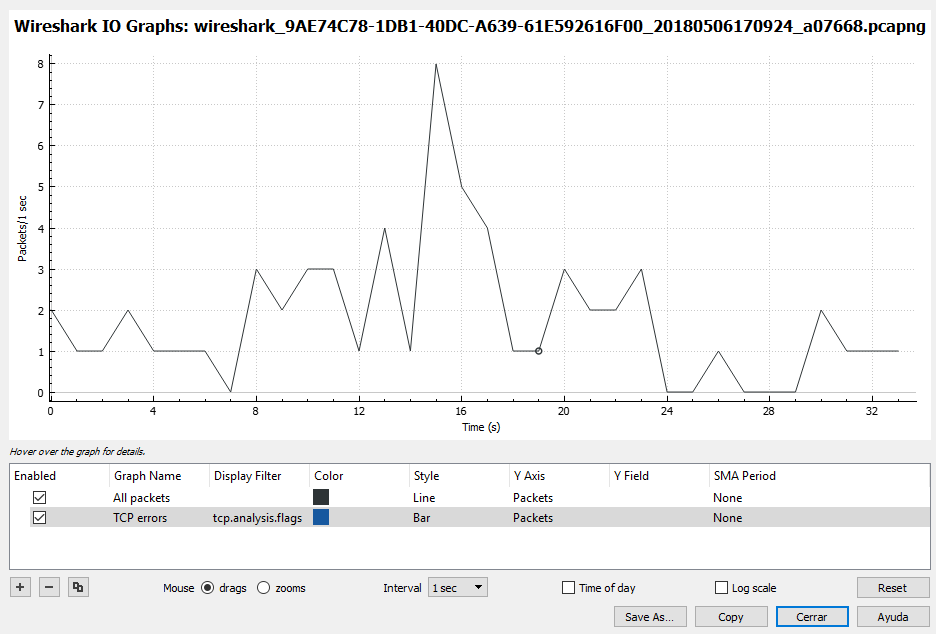 Wireshark IO Graphs: wireshark_9AE74C78-1DB1-40DC-A639-61E592616F00_20180506170924_a07668.pcapng
8
7
6
5
4
3
2
1
0
Packets/1 sec
0 4 8 12 16 20 24 28 32
Time (s)
Hover over the graph for details.
Enabled Graph Name Display Filter Color Style Y Axis Y Field SMA Period
All packets Line Packets None
TCP errors tcp.analysis.flags Bar Packets None
+ − Mouse drags zooms Interval 1 sec Time of day Log scale Reset
Save As... Copy Cerrar Ayuda